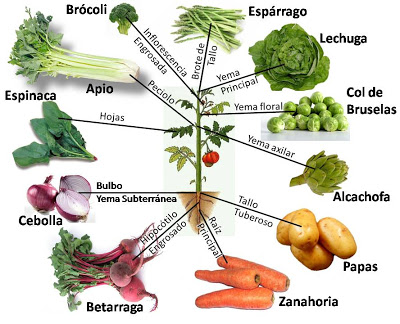 Brócoli
Espárrago
Inflorescencia
Engrosada
Brote de
Tallo
Lechuga
Yema
Principal
Apio
Peciolo
Espinaca
Hojas
Yema floral
Col de
Bruselas
Yema axilar
Alcachofa
Bulbo
Yema Subterránea
Cebolla
Tallo
Tuberoso
Papas
Hipocótilo
Engrosado
Raíz
Principal
Betarraga
Zanahoria